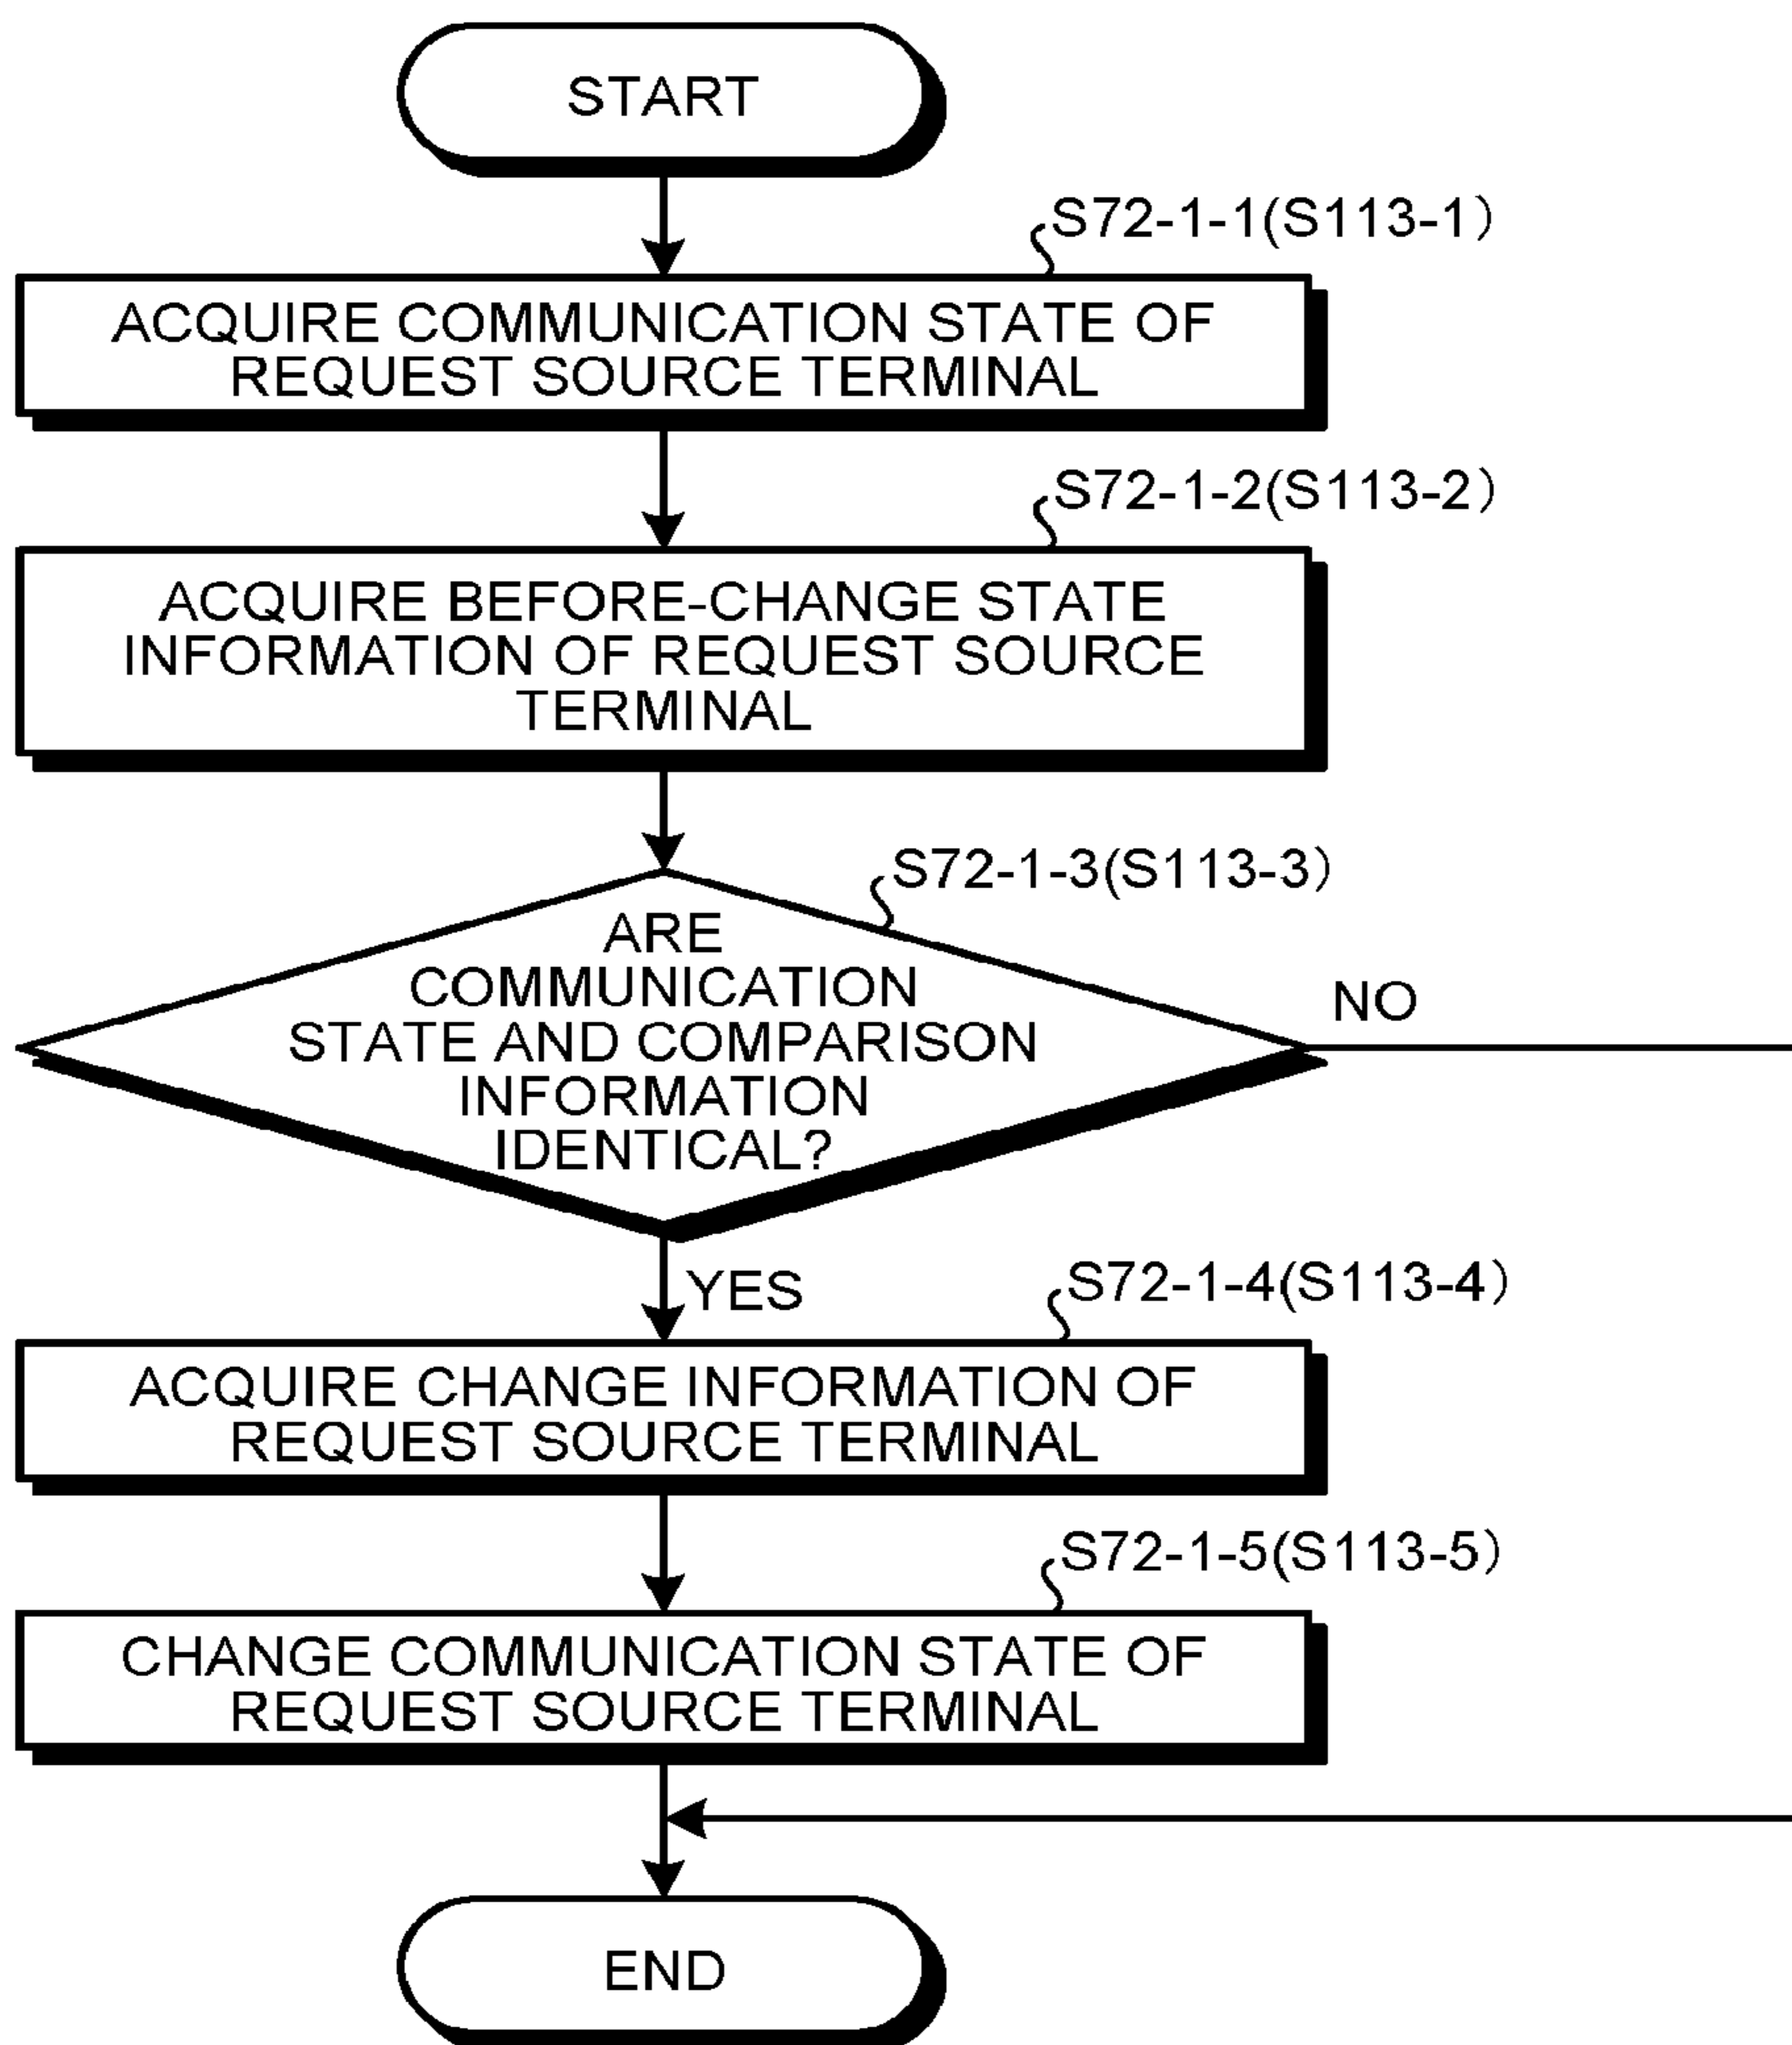 START
S72-1-1(S113-1)
ACQUIRE COMMUNICATION STATE OF
REQUEST SOURCE TERMINAL
S72-1-2(S113-2)
ACQUIRE BEFORE-CHANGE STATE
INFORMATION OF REQUEST SOURCE
TERMINAL
S72-1-3(S113-3)
ARE
COMMUNICATION
STATE AND COMPARISON
INFORMATION
IDENTICAL?
NO
YES
S72-1-4(S113-4)
ACQUIRE CHANGE INFORMATION OF
REQUEST SOURCE TERMINAL
S72-1-5(S113-5)
CHANGE COMMUNICATION STATE OF
REQUEST SOURCE TERMINAL
END